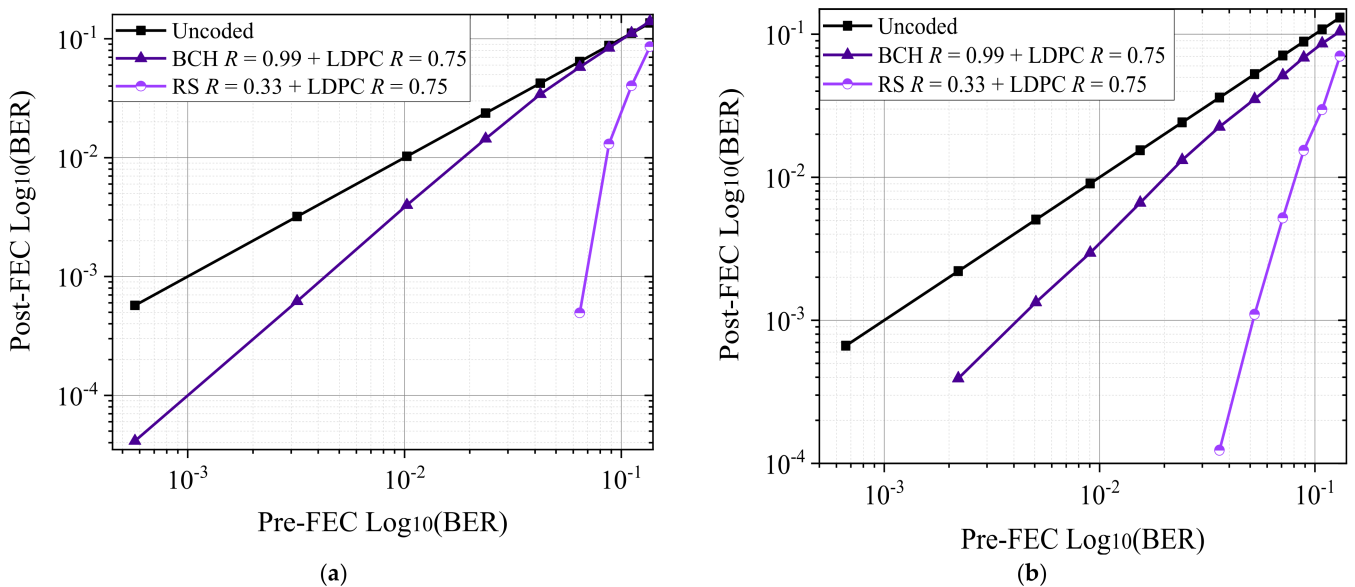 Uncoded
BCH R = 0.99 + LDPC R = 0.75
RS R = 0.33 + LDPC R = 0.75
10-1
10-2
10-3
10-4
Post-FEC Log10(BER)
10-3
10-2
10-1
Pre-FEC Log10(BER)
(a)
Uncoded
BCH R = 0.99 + LDPC R = 0.75
RS R = 0.33 + LDPC R = 0.75
10-1
10-2
10-3
10-4
Post-FEC Log10(BER)
10-3
10-2
10-1
Pre-FEC Log10(BER)
(b)